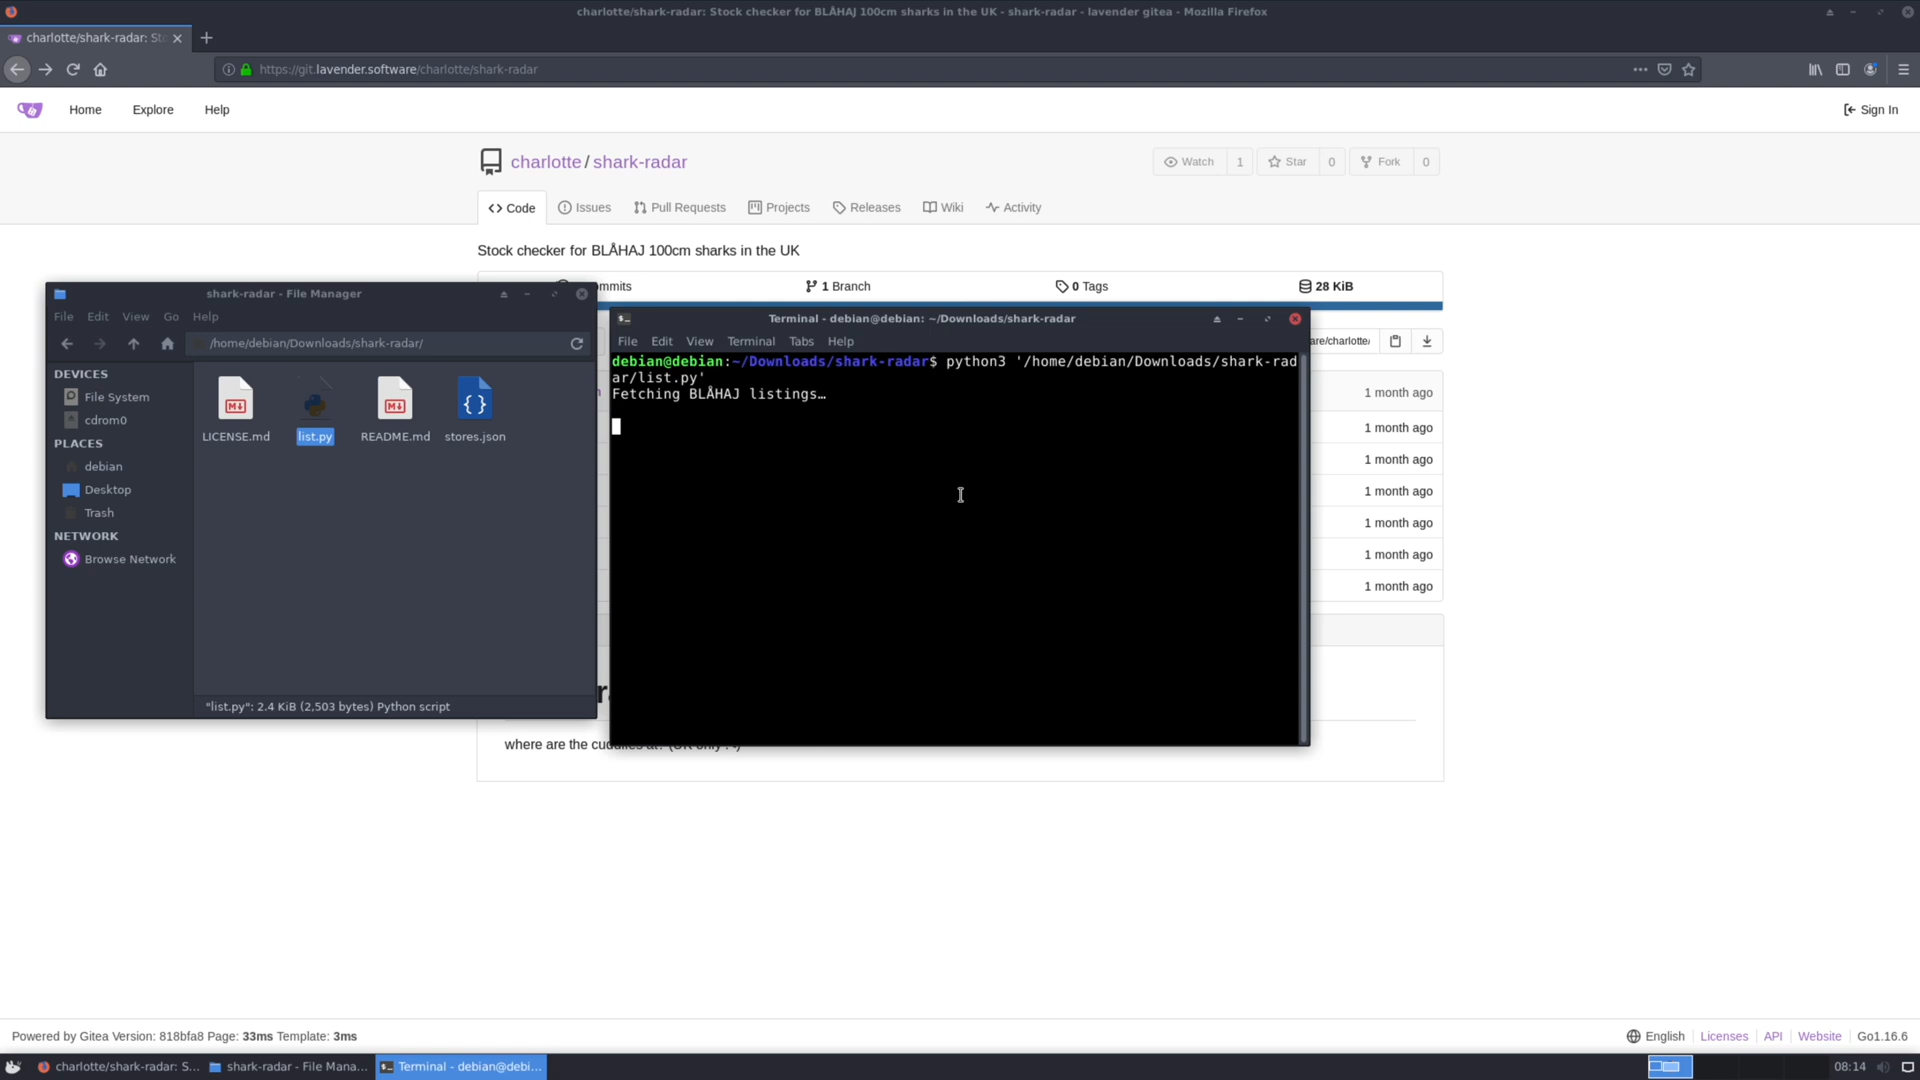 charlotte/shark-radar: Stock checker for BLÅHAJ 100cm sharks in the UK - shark-radar - lavender gitea - Mozilla Firefox
charlotte/shark-radar: Sto
https://git.lavender.software/charlotte/shark-radar
Home Explore Help Sign In
charlotte / shark-radar
Watch 1 Star 0 Fork 0
Code Issues Pull Requests Projects Releases Wiki Activity
Stock checker for BLÅHAJ 100cm sharks in the UK
1 Branch 0 Tags 28 KiB
shark-radar - File Manager
File Edit View Go Help
/home/debian/Downloads/shark-radar/
DEVICES
File System
cdrom0
PLACES
debian
Desktop
Trash
NETWORK
Browse Network
LICENSE.md list.py README.md stores.json
"list.py": 2.4 KiB (2,503 bytes) Python script
Terminal - debian@debian: ~/Downloads/shark-radar
File Edit View Terminal Tabs Help
debian@debian:~/Downloads/shark-radar$ python3 '/home/debian/Downloads/shark-rad
ar/list.py'
Fetching BLÅHAJ listings…
are/charlotte/
1 month ago
1 month ago
1 month ago
1 month ago
1 month ago
1 month ago
1 month ago
where are the
Powered by Gitea Version: 818bfa8 Page: 33ms Template: 3ms
English Licenses API Website Go1.16.6
charlotte/shark-radar: S... shark-radar - File Mana... Terminal - debian@debi... 08:14